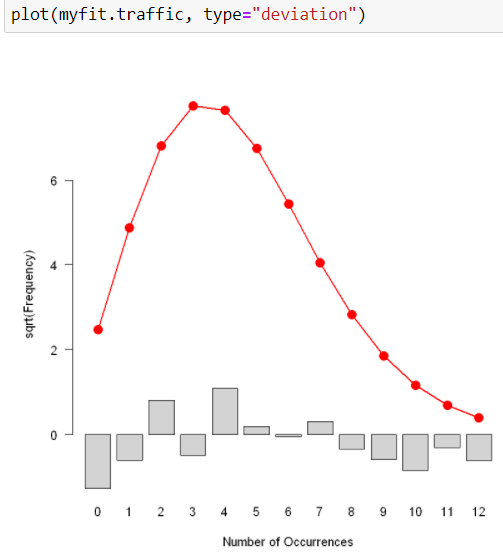 plot(myfit.traffic, type="deviation")
6
4
2
0
sqrt(Frequency)
0 1 2 3 4 5 6 7 8 9 10 11 12
Number of Occurrences